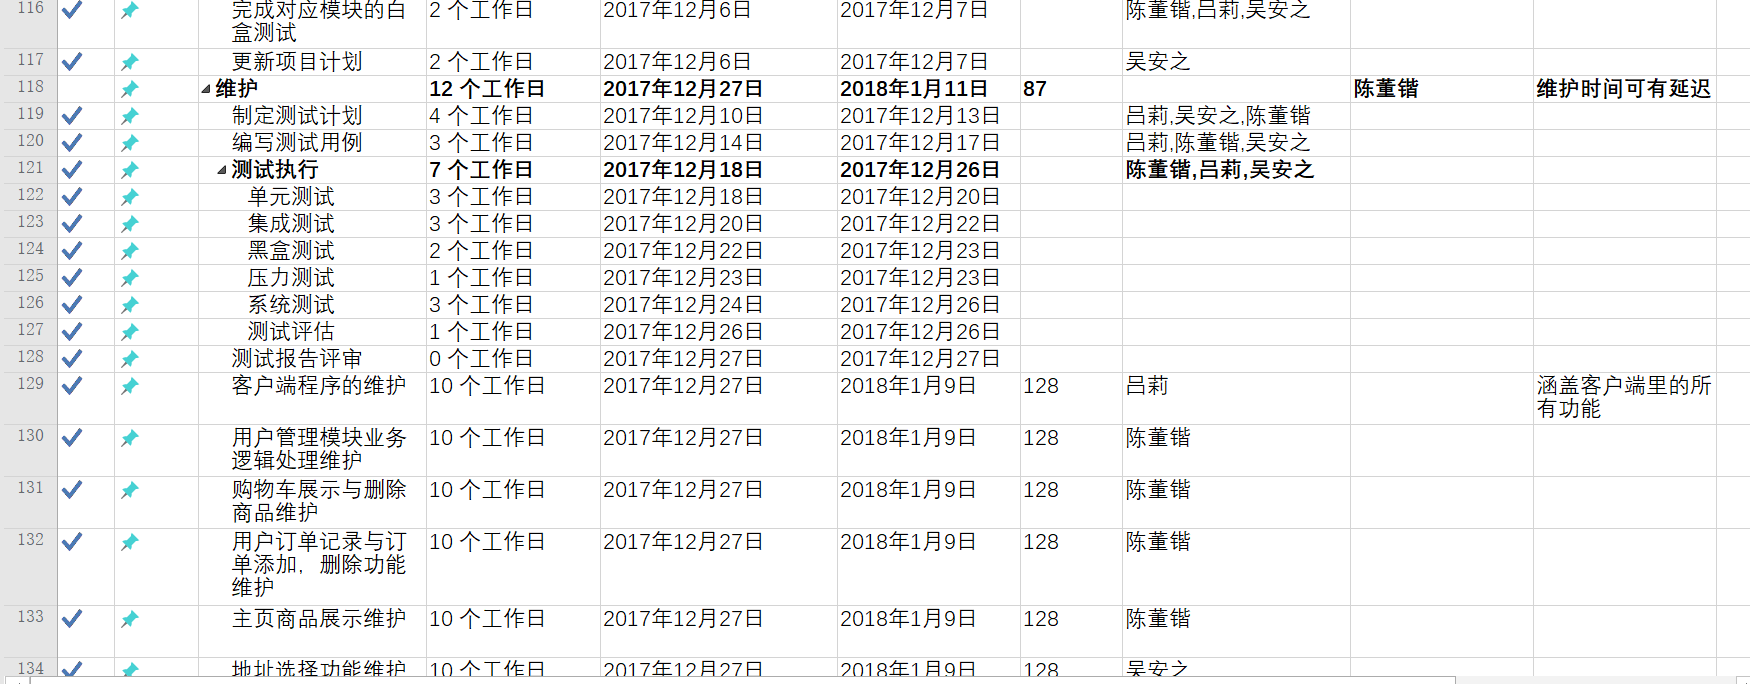 116 完成对应模块的白 2 个工作日 2017年12月6日 2017年12月7日 陈董锴,吕莉,吴安之
盒测试
117 更新项目计划 2 个工作日 2017年12月6日 2017年12月7日 吴安之
118 维护 12 个工作日 2017年12月27日 2018年1月11日 87 陈董锴 维护时间可有延迟
119 制定测试计划 4 个工作日 2017年12月10日 2017年12月13日 吕莉,吴安之,陈董锴
120 编写测试用例 3 个工作日 2017年12月14日 2017年12月17日 吕莉,陈董锴,吴安之
121 测试执行 7 个工作日 2017年12月18日 2017年12月26日 陈董锴,吕莉,吴安之
122 单元测试 3 个工作日 2017年12月18日 2017年12月20日
123 集成测试 3 个工作日 2017年12月20日 2017年12月22日
124 黑盒测试 2 个工作日 2017年12月22日 2017年12月23日
125 压力测试 1 个工作日 2017年12月23日 2017年12月23日
126 系统测试 3 个工作日 2017年12月24日 2017年12月26日
127 测试评估 1 个工作日 2017年12月26日 2017年12月26日
128 测试报告评审 0 个工作日 2017年12月27日 2017年12月27日
129 客户端程序的维护 10 个工作日 2017年12月27日 2018年1月9日 128 吕莉 涵盖客户端里的所
有功能
130 用户管理模块业务 10 个工作日 2017年12月27日 2018年1月9日 128 陈董锴
逻辑处理维护
131 购物车展示与删除 10 个工作日 2017年12月27日 2018年1月9日 128 陈董锴
商品维护
132 用户订单记录与订 10 个工作日 2017年12月27日 2018年1月9日 128 陈董锴
单添加，删除功能
维护
133 主页商品展示维护 10 个工作日 2017年12月27日 2018年1月9日 128 陈董锴
134 地址选择功能维护 10 个工作日 2017年12月27日 2018年1月9日 128 吴安之